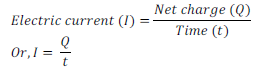 Electric current (I) = Net charge (Q) / Time (t)
Or, I = Q / t